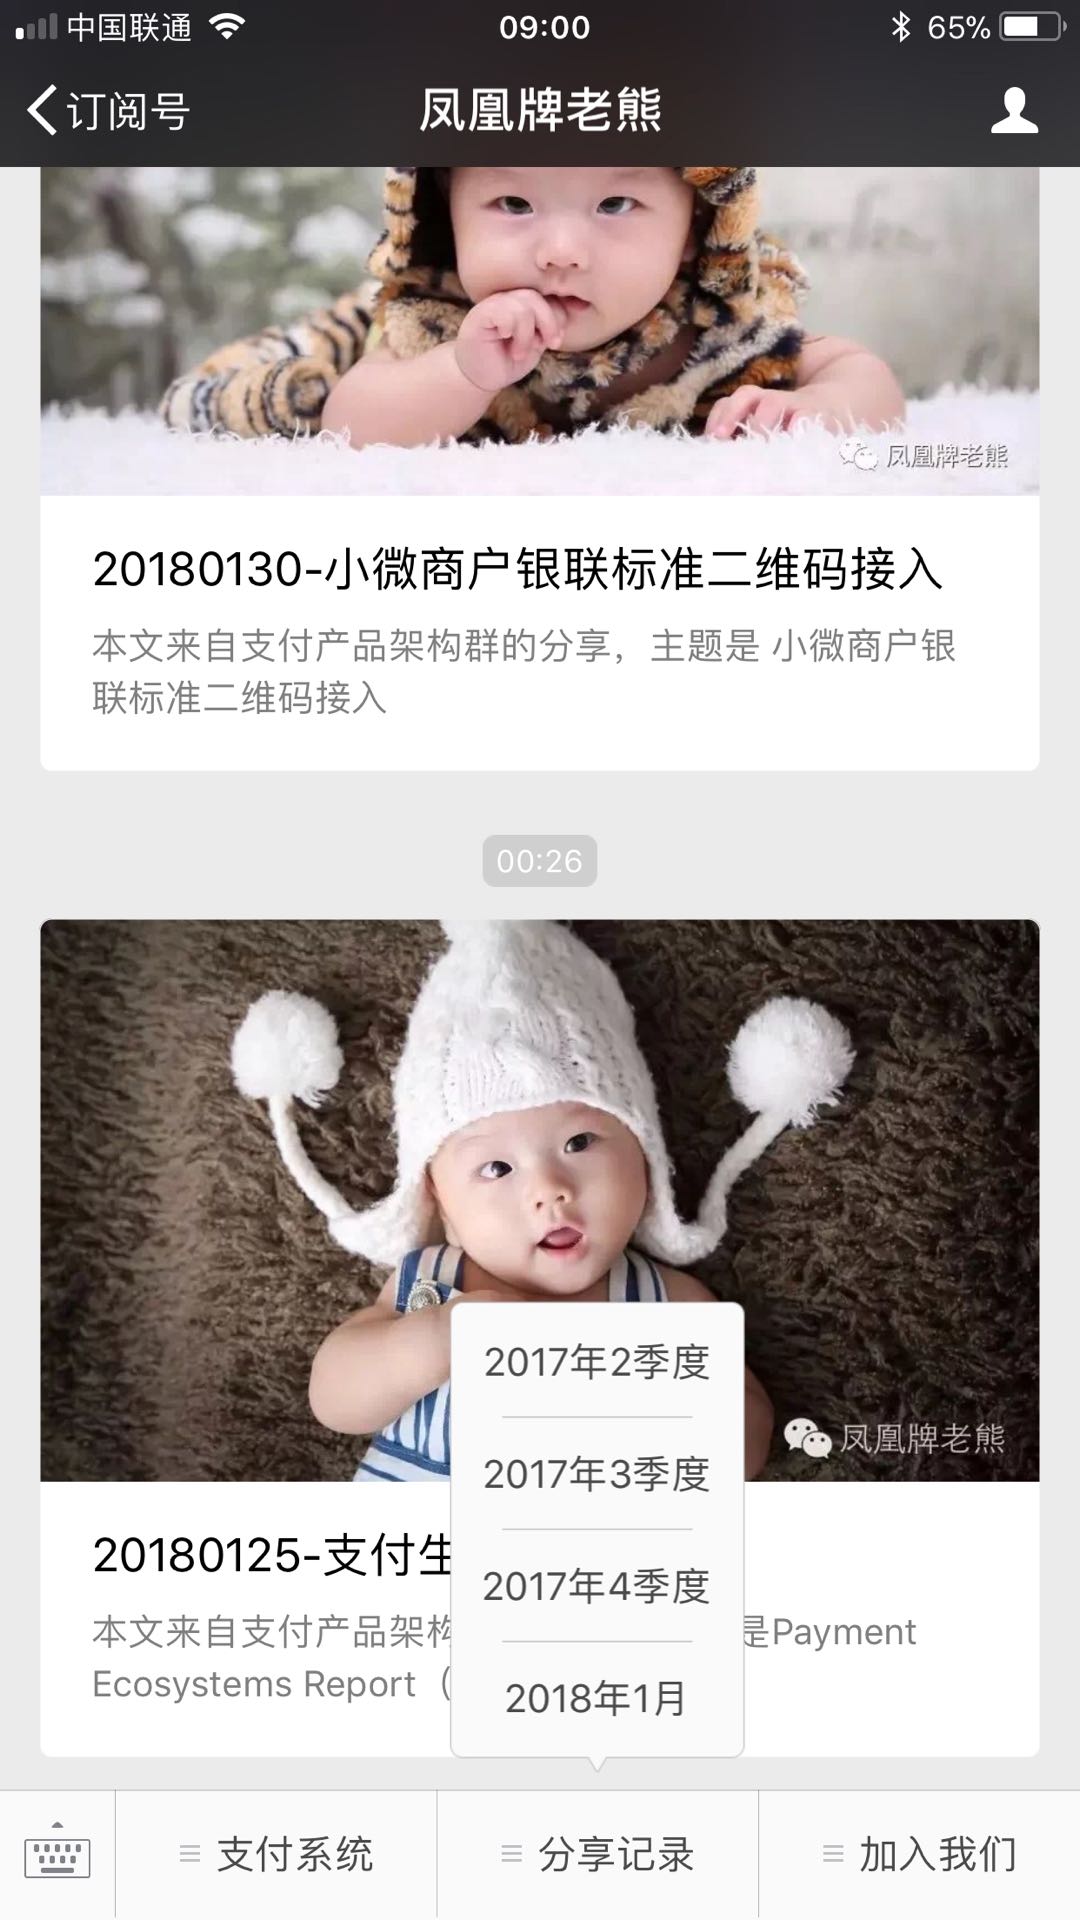 中国联通
09:00
65%
订阅号
凤凰牌老熊
凤凰牌老熊
20180130-小微商户银联标准二维码接入
本文来自支付产品架构群的分享，主题是 小微商户银
联标准二维码接入
00:26
凤凰牌老熊
2017年2季度
2017年3季度
2017年4季度
2018年1月
20180125-支付生
本文来自支付产品架构
是Payment
Ecosystems Report（
支付系统
分享记录
加入我们